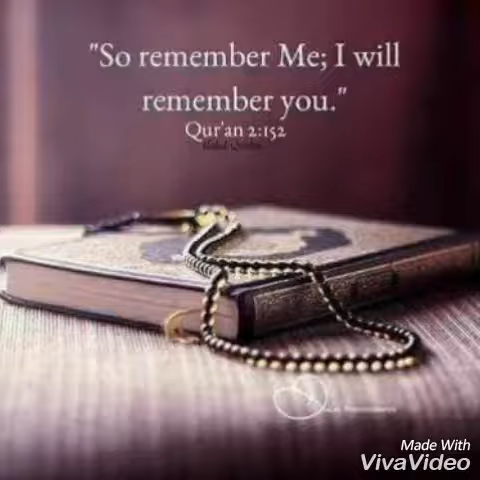 "So remember Me; I will
remember you."
Qur'an 2:152
Made With
VivaVideo